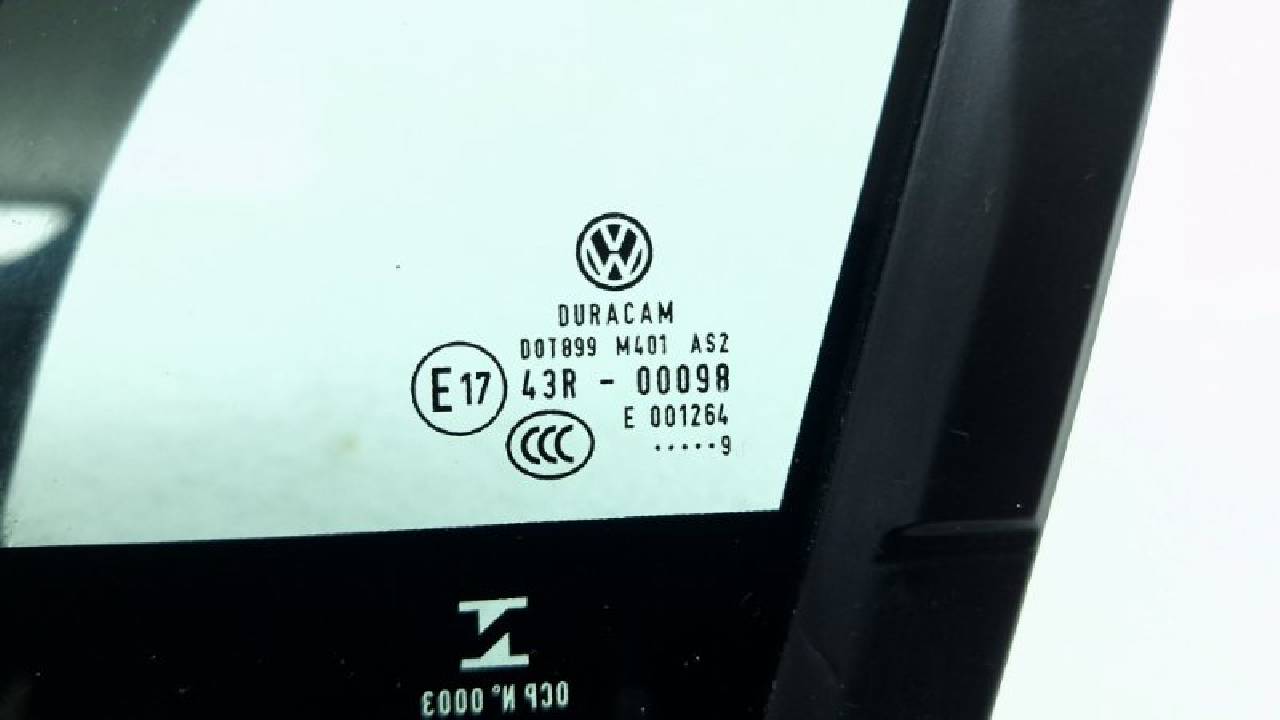 DURACAM
DOT899 M401 AS2
E17 43R - 00098
E 001264
CCC
·····9
OCP N° 0003